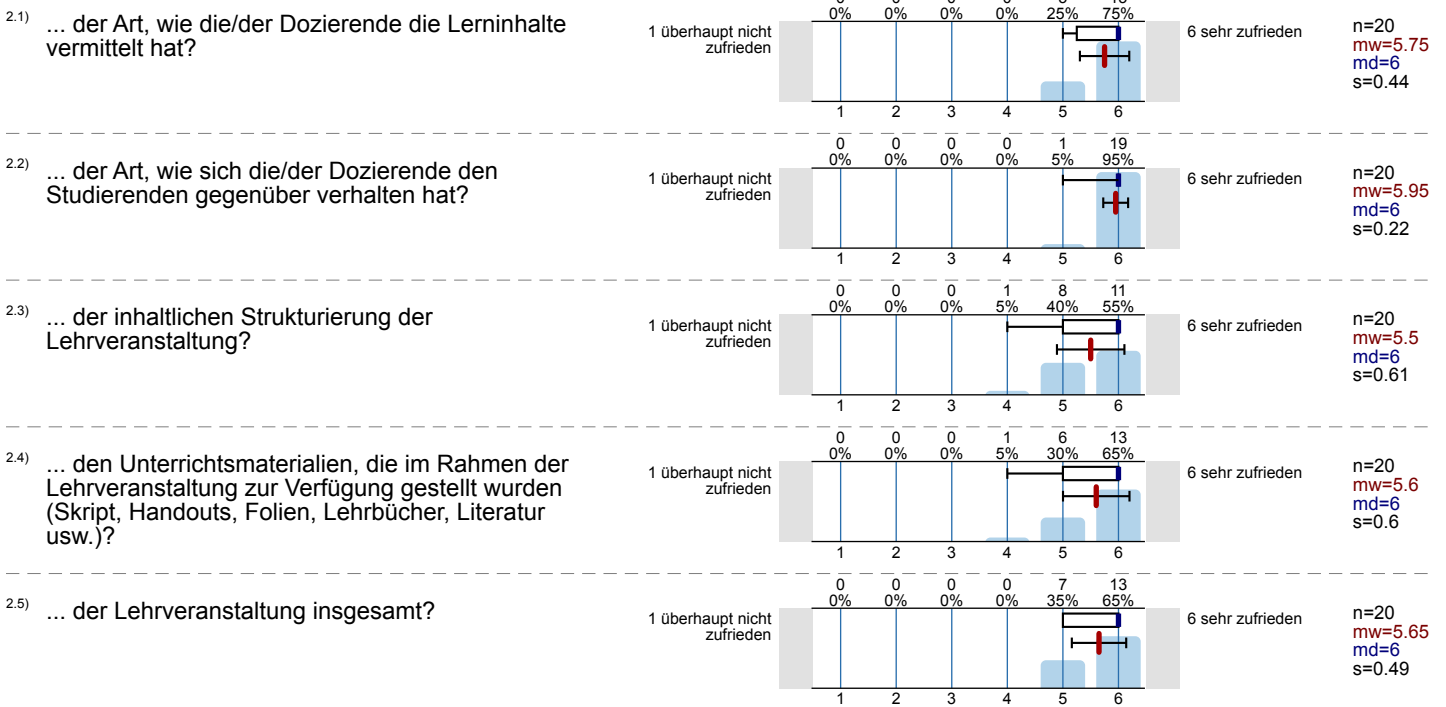 0 0 0 0
0% 0% 0% 0% 25% 75%
2.1) ... der Art, wie die/der Dozierende die Lerninhalte
vermittelt hat?
1 überhaupt nicht
zufrieden
6 sehr zufrieden
n=20
mw=5.75
md=6
s=0.44
1 2 3 4 5 6
0 0 0 0 1 19
0% 0% 0% 0% 5% 95%
2.2) ... der Art, wie sich die/der Dozierende den
Studierenden gegenüber verhalten hat?
1 überhaupt nicht
zufrieden
6 sehr zufrieden
n=20
mw=5.95
md=6
s=0.22
1 2 3 4 5 6
0 0 0 1 8 11
0% 0% 0% 5% 40% 55%
2.3) ... der inhaltlichen Strukturierung der
Lehrveranstaltung?
1 überhaupt nicht
zufrieden
6 sehr zufrieden
n=20
mw=5.5
md=6
s=0.61
1 2 3 4 5 6
0 0 0 1 6 13
0% 0% 0% 5% 30% 65%
2.4) ... den Unterrichtsmaterialien, die im Rahmen der
Lehrveranstaltung zur Verfügung gestellt wurden
(Skript, Handouts, Folien, Lehrbücher, Literatur
usw.)?
1 überhaupt nicht
zufrieden
6 sehr zufrieden
n=20
mw=5.6
md=6
s=0.6
1 2 3 4 5 6
0 0 0 0 7 13
0% 0% 0% 0% 35% 65%
2.5) ... der Lehrveranstaltung insgesamt?
1 überhaupt nicht
zufrieden
6 sehr zufrieden
n=20
mw=5.65
md=6
s=0.49
1 2 3 4 5 6